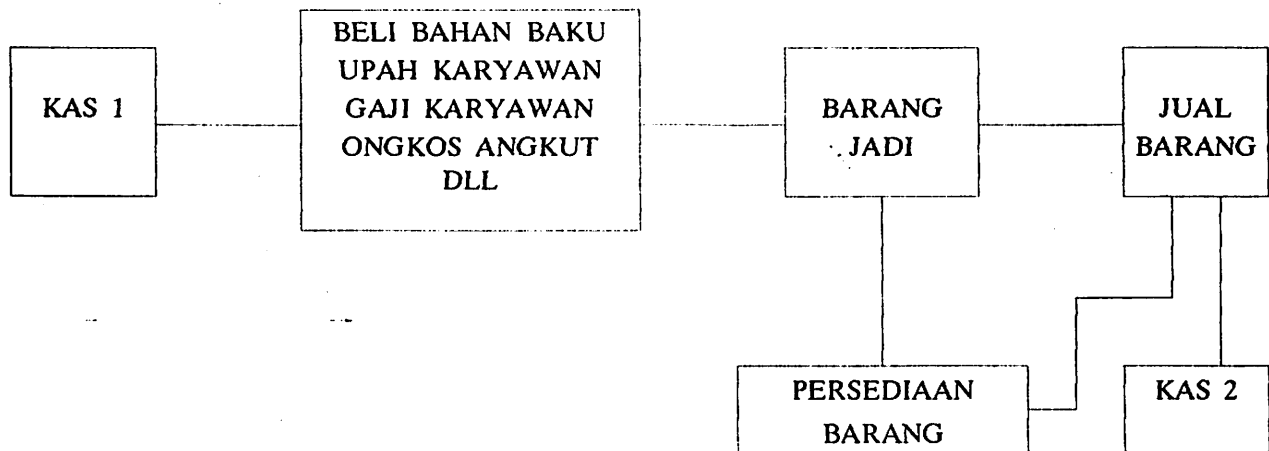 KAS 1
BELI BAHAN BAKU
UPAH KARYAWAN
GAJI KARYAWAN
ONGKOS ANGKUT
DLL
BARANG
JADI
JUAL
BARANG
PERSEDIAAN
BARANG
KAS 2